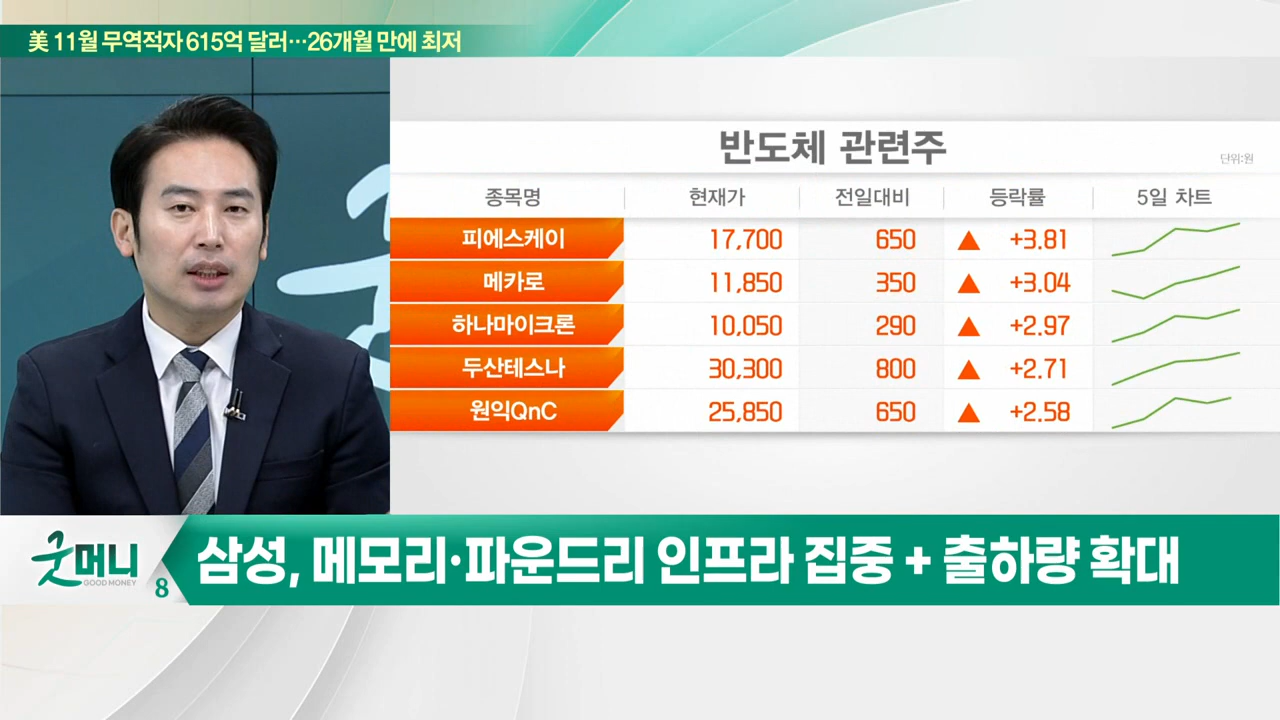 美 11월 무역적자 615억 달러…26개월 만에 최저
반도체 관련주
단위:원
종목명 현재가 전일대비 등락률 5일 차트
피에스케이 17,700 650 ▲ +3.81
메카로 11,850 350 ▲ +3.04
하나마이크론 10,050 290 ▲ +2.97
두산테스나 30,300 800 ▲ +2.71
원익QnC 25,850 650 ▲ +2.58
굿머니 GOOD MONEY 8
삼성, 메모리·파운드리 인프라 집중 + 출하량 확대